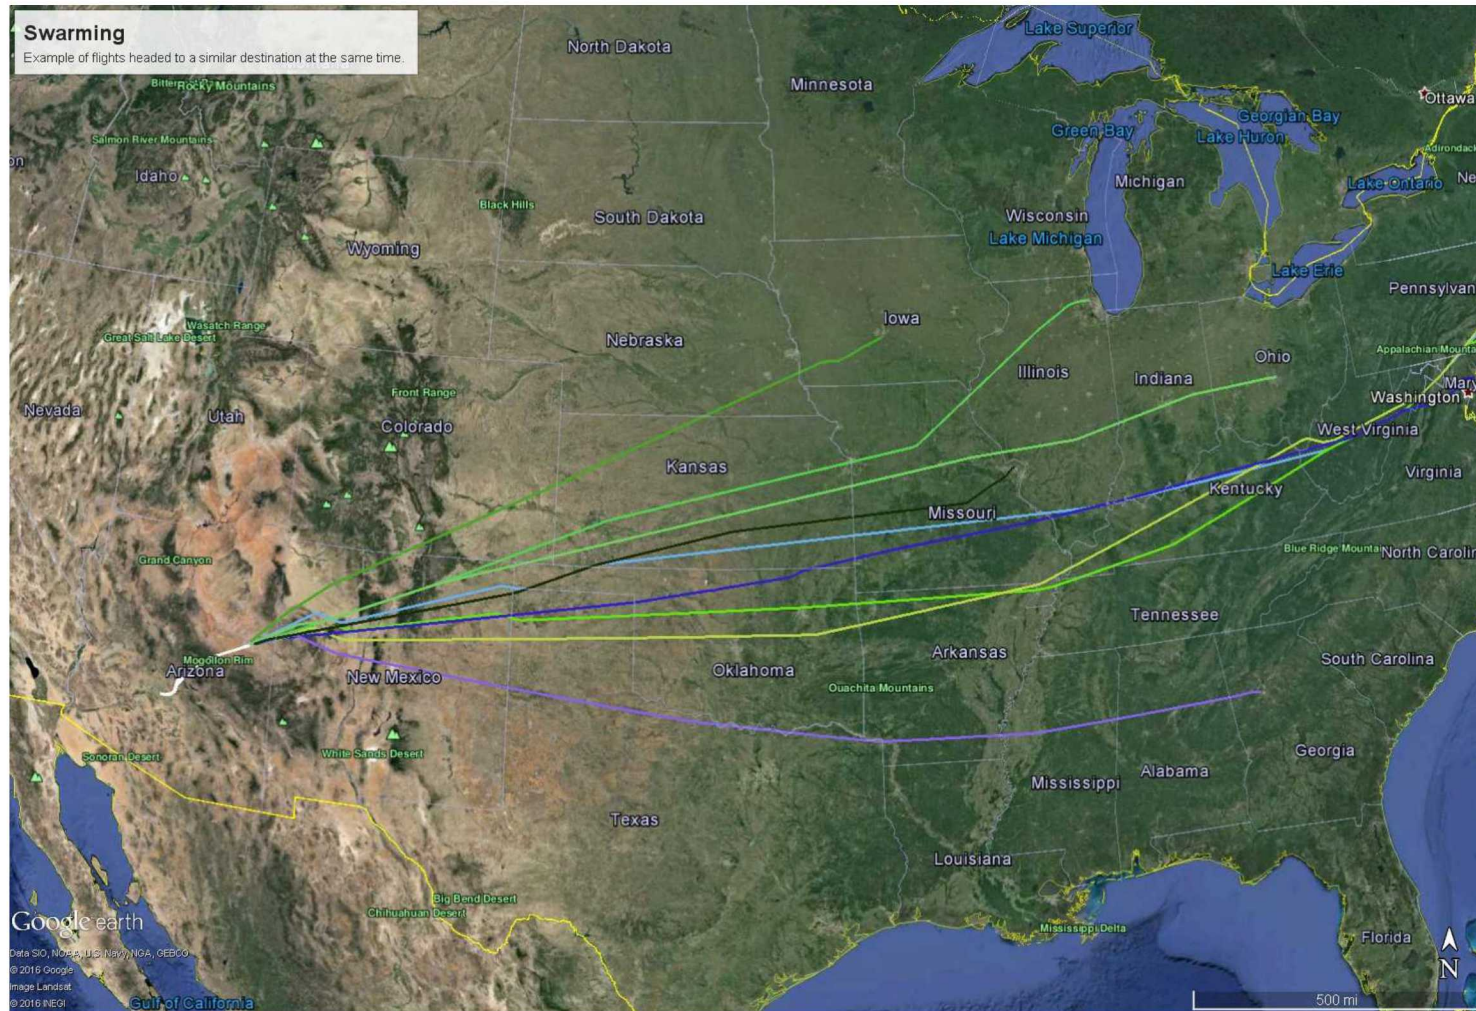 Swarming
Example of flights headed to a similar destination at the same time.
North Dakota
Lake Superior
Minnesota
Rocky Mountains
Ottawa
Georgian Bay
Green Bay
Lake Huron
Salmon River Mountains
Idaho
Michigan
Lake Ontario
Black Hills
South Dakota
Wisconsin
Lake Michigan
Wyoming
Lake Erie
Pennsylvan
Wasatch Range
Great Salt Lake Desert
Iowa
Nebraska
Ohio
Appalachian Mounta
Front Range
Illinois
Indiana
Mary
Washington
Nevada
Utah
Colorado
West Virginia
Kansas
Virginia
Kentucky
Missouri
Grand Canyon
Blue Ridge Mounta
North Carolin
Tennessee
Mogollon Rim
Arizona
New Mexico
Oklahoma
Arkansas
South Carolina
Ouachita Mountains
White Sands Desert
Sonoran Desert
Georgia
Alabama
Mississippi
Texas
Louisiana
Big Bend Desert
Chihuahuan Desert
Mississippi Delta
Florida
Google earth
Data SIO, NOAA, U.S. Navy, NGA, GEBCO
© 2016 Google
Image Landsat
© 2016 INEGI
Gulf of California
N
500 mi